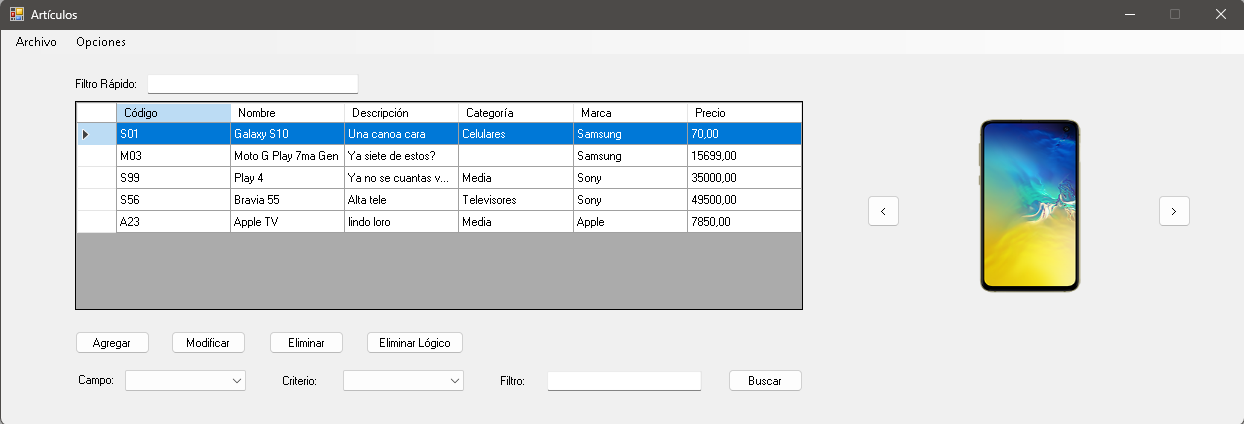 Artículos
Archivo Opciones
Filtro Rápido:
Código Nombre Descripción Categoría Marca Precio
S01 Galaxy S10 Una canoa cara Celulares Samsung 70,00
M03 Moto G Play 7ma Gen Ya siete de estos? Samsung 15699,00
S99 Play 4 Ya no se cuantas v... Media Sony 35000,00
S56 Bravia 55 Alta tele Televisores Sony 49500,00
A23 Apple TV lindo loro Media Apple 7850,00
< >
Agregar Modificar Eliminar Eliminar Lógico
Campo: Criterio: Filtro: Buscar